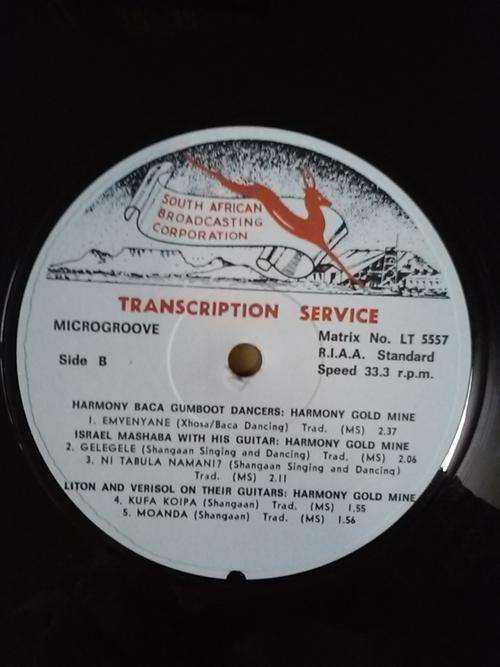 SOUTH AFRICAN
BROADCASTING
CORPORATION
TRANSCRIPTION SERVICE
MICROGROOVE
Matrix No. LT 5557
R.I.A.A. Standard
Side B
Speed 33.3 r.p.m.
HARMONY BACA GUMBOOT DANCERS: HARMONY GOLD MINE
1. EMVENYANE (Xhosa/Baca Dancing) Trad. (MS) 2.37
ISRAEL MASHABA WITH HIS GUITAR: HARMONY GOLD MINE
2. GELEGELE (Shangaan Singing and Dancing) Trad. (MS) 2.06
3. NI TABULA NAMANI? (Shangaan Singing and Dancing)
Trad. (MS) 2.11
LITON AND VERISOL ON THEIR GUITARS: HARMONY GOLD MINE
4. KUFA KOIPA (Shangaan) Trad. (MS) 1.55
5. MOANDA (Shangaan) Trad. (MS) 1.56